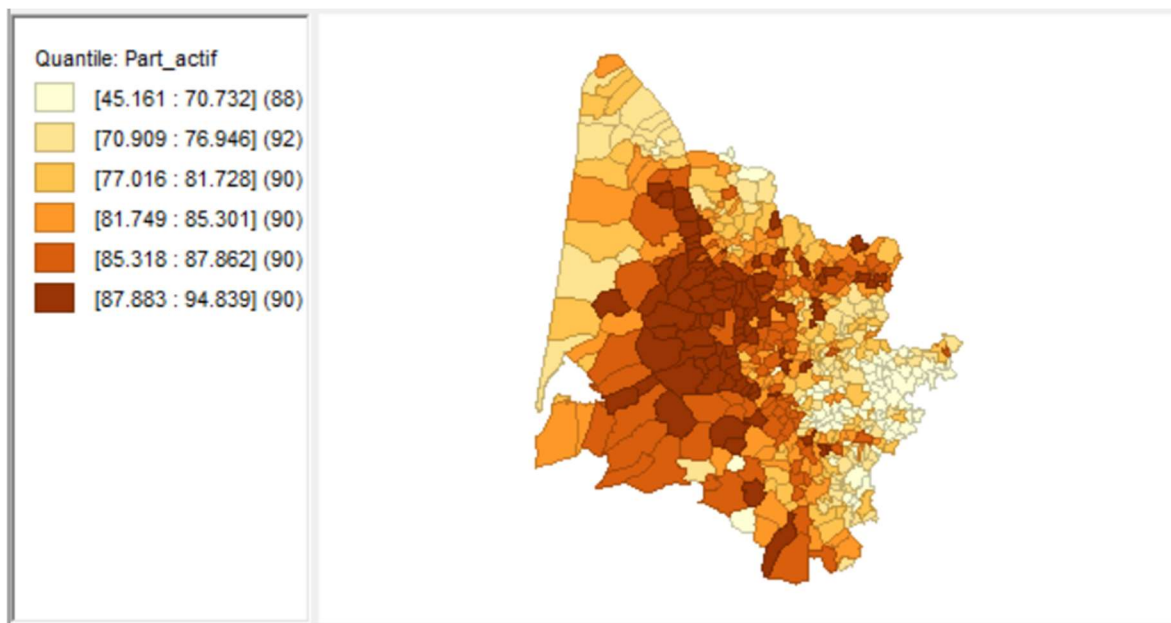 Quantile: Part_actif
[45.161 : 70.732] (88)
[70.909 : 76.946] (92)
[77.016 : 81.728] (90)
[81.749 : 85.301] (90)
[85.318 : 87.862] (90)
[87.883 : 94.839] (90)